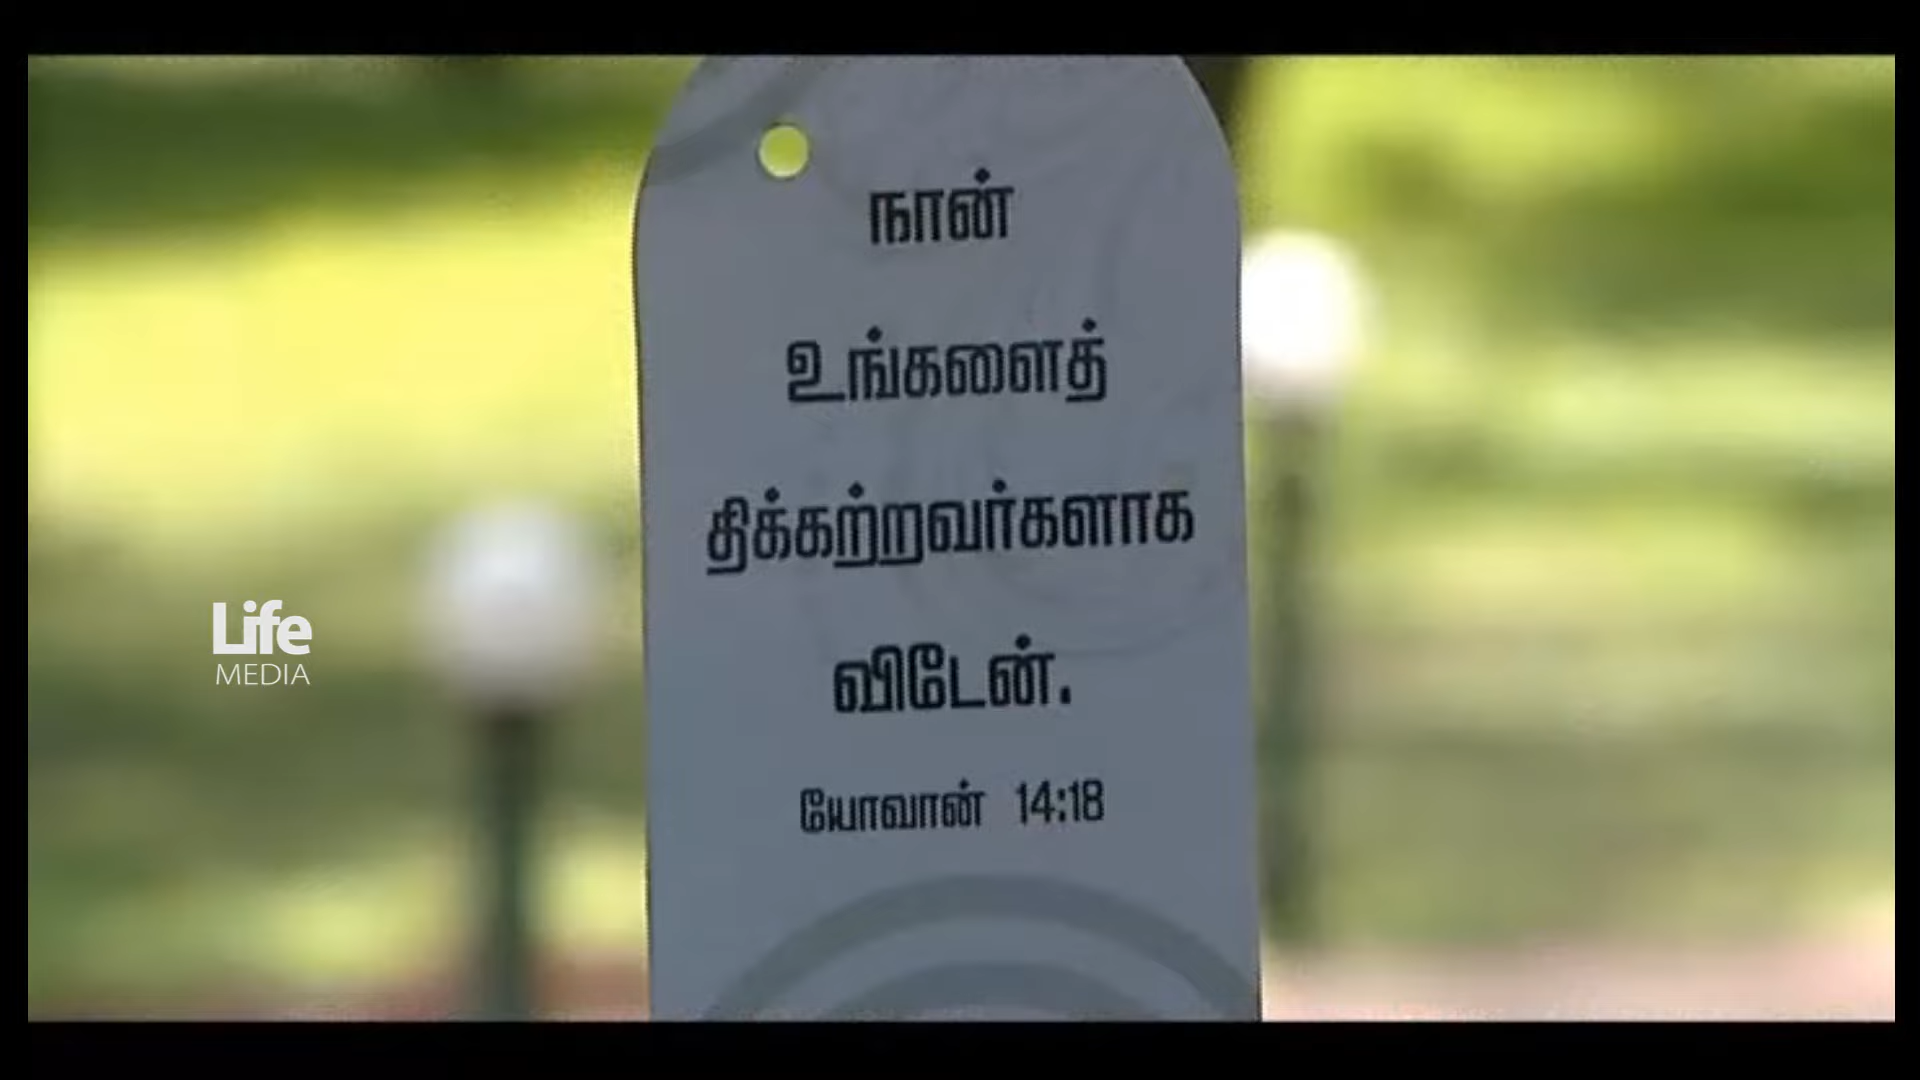 நான்
உங்களைத்
திக்கற்றவர்களாக
விடேன்.
யோவான் 14:18
Life
MEDIA